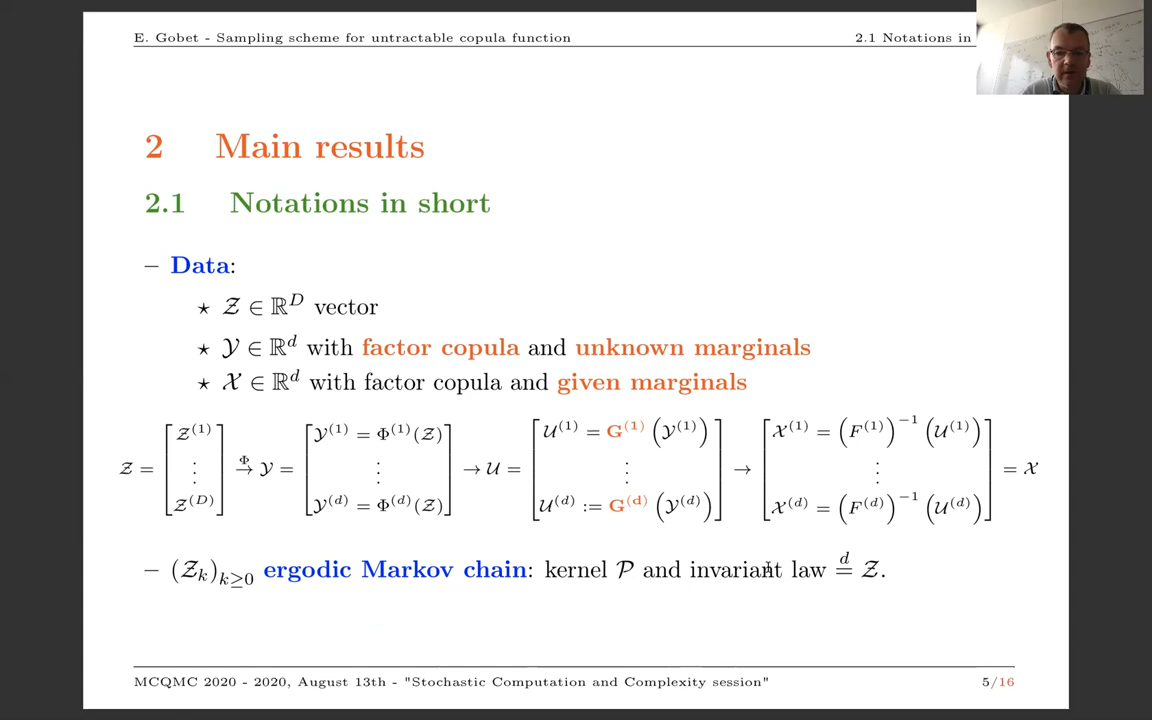 E. Gobet - Sampling scheme for untractable copula function
2.1 Notations in
2 Main results
2.1 Notations in short
– Data:
⋆ 𝒵 ∈ ℝ^D vector
⋆ 𝒴 ∈ ℝ^d with factor copula and unknown marginals
⋆ 𝒳 ∈ ℝ^d with factor copula and given marginals
𝒵 = [𝒵^(1) ⋮ 𝒵^(D)] →^Φ 𝒴 = [𝒴^(1) = Φ^(1)(𝒵) ⋮ 𝒴^(d) = Φ^(d)(𝒵)] → 𝒰 = [𝒰^(1) = G^(1)(𝒴^(1)) ⋮ 𝒰^(d) := G^(d)(𝒴^(d))] → [𝒳^(1) = (F^(1))^−1(𝒰^(1)) ⋮ 𝒳^(d) = (F^(d))^−1(𝒰^(d))] = 𝒳
– (𝒵_k)_{k≥0} ergodic Markov chain: kernel 𝒫 and invariant law =^d 𝒵.
MCQMC 2020 - 2020, August 13th - "Stochastic Computation and Complexity session"
5/16